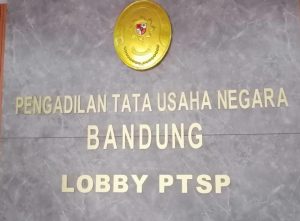 PENGADILAN TATA USAHA NEGARA
BANDUNG
LOBBY PTSP